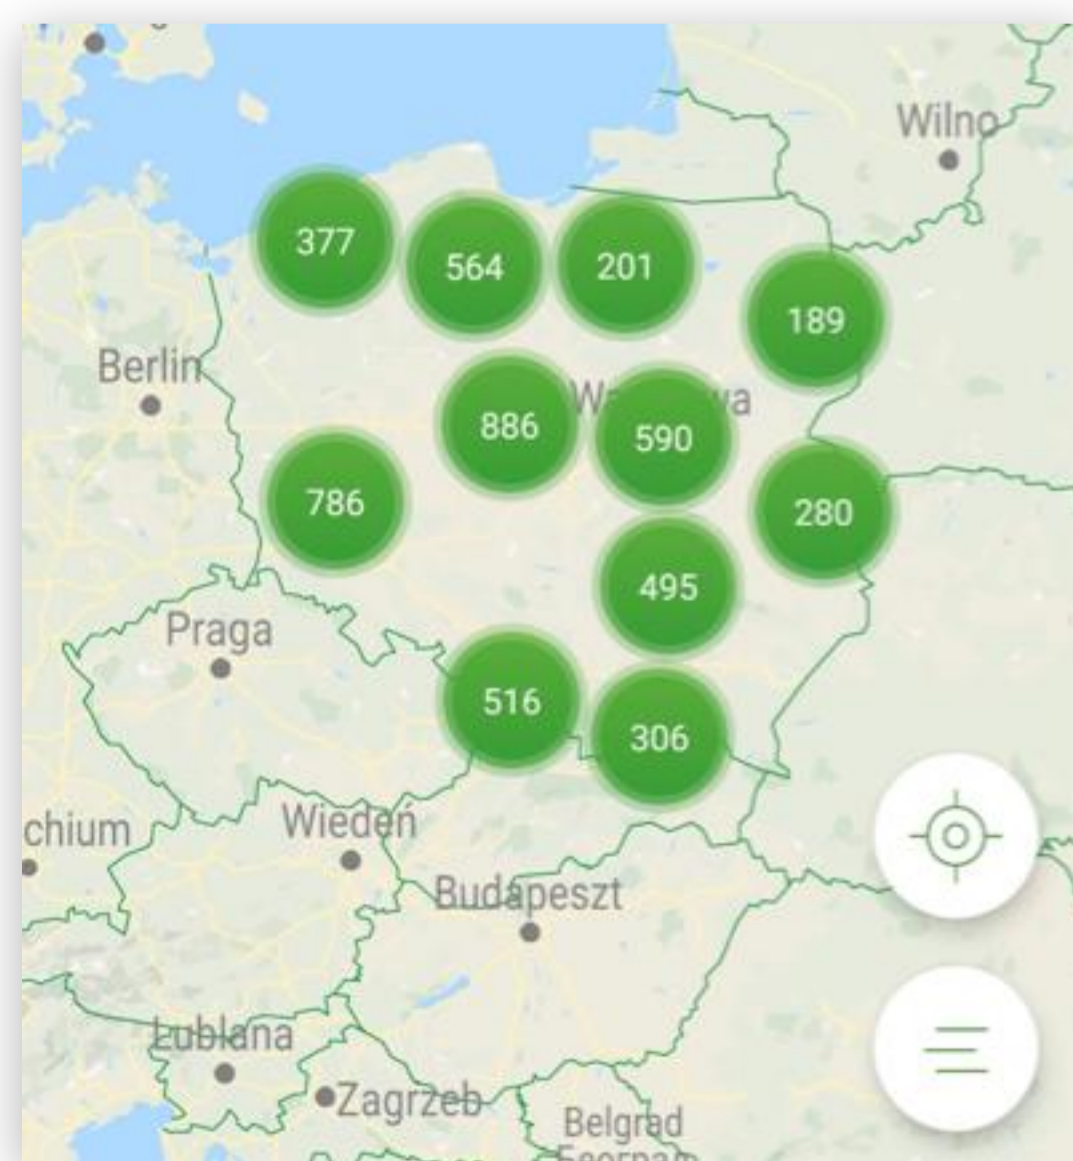 Wilno
377
564
201
189
Berlin
886
590
786
280
495
Praga
516
306
chium
Wiedeń
Budapeszt
Lublana
Zagrzeb
Belgrad